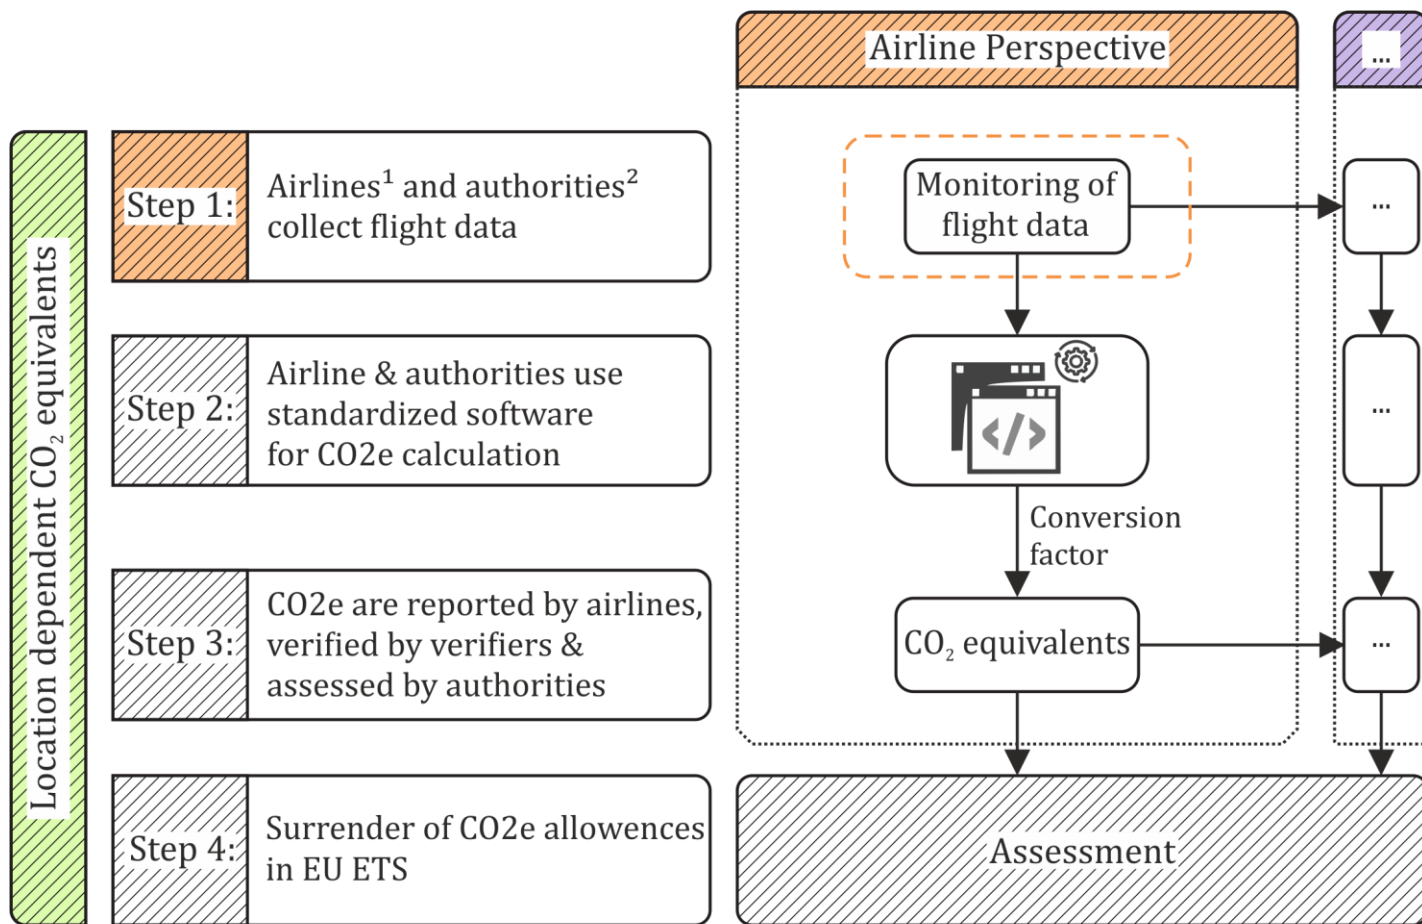 Airline Perspective
...
Location dependent CO₂ equivalents
Step 1:
Airlines¹ and authorities²
collect flight data
Monitoring of
flight data
...
Step 2:
Airline & authorities use
standardized software
for CO2e calculation
</>
...
Conversion
factor
Step 3:
CO2e are reported by airlines,
verified by verifiers &
assessed by authorities
CO₂ equivalents
...
Step 4:
Surrender of CO2e allowences
in EU ETS
Assessment